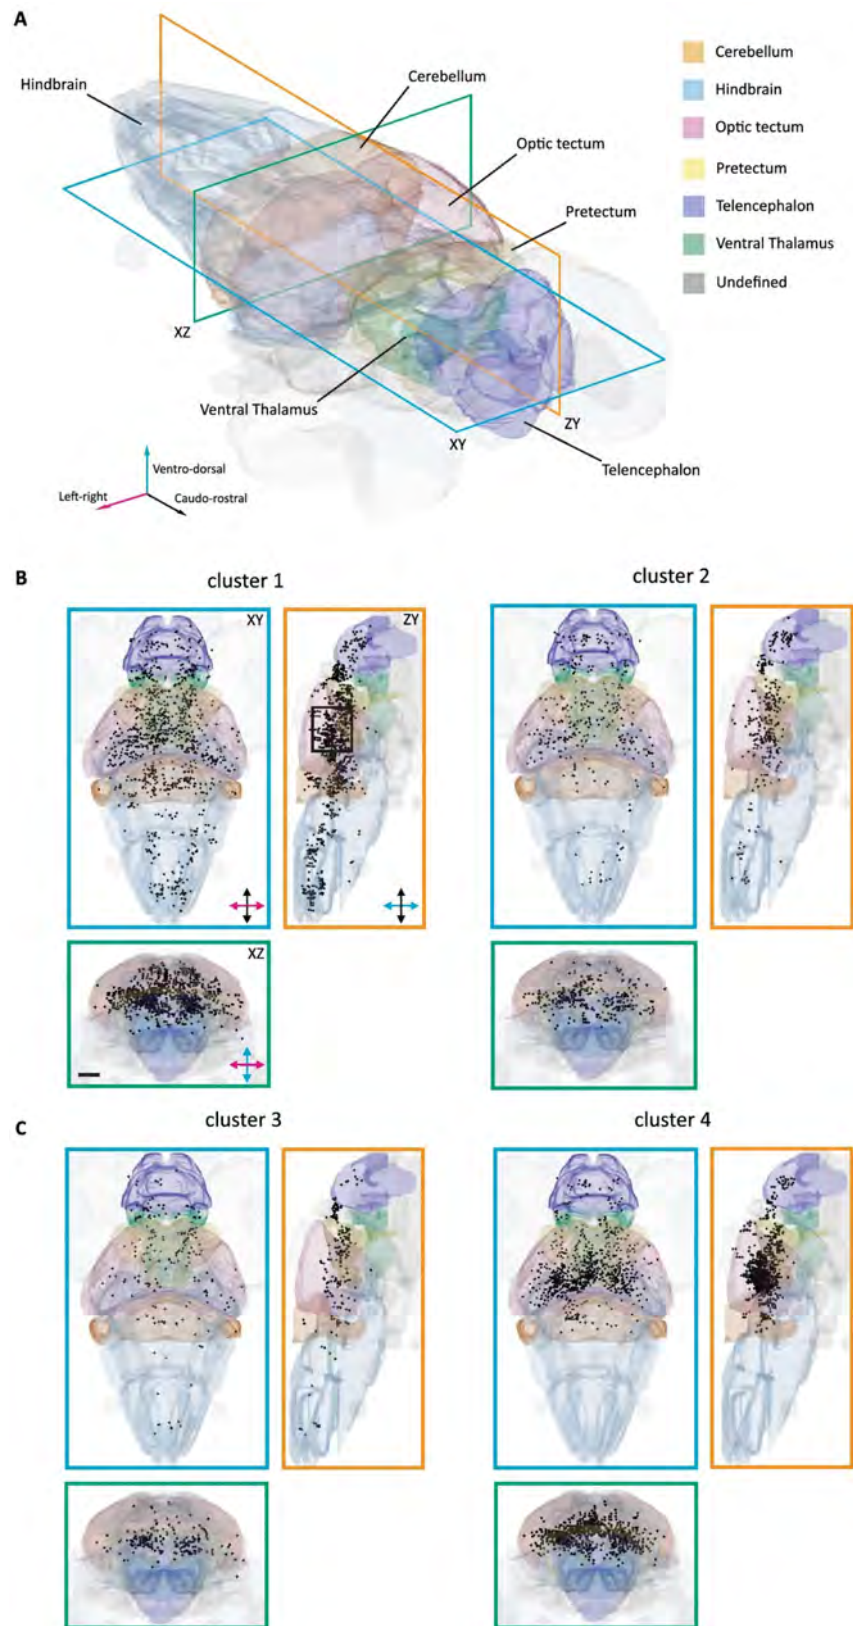 A
Hindbrain
Cerebellum
Optic tectum
Pretectum
XZ
Ventral Thalamus
XY
ZY
Telencephalon
Ventro-dorsal
Left-right
Caudo-rostral
Cerebellum
Hindbrain
Optic tectum
Pretectum
Telencephalon
Ventral Thalamus
Undefined
B
cluster 1
XY
ZY
XZ
cluster 2
C
cluster 3
cluster 4